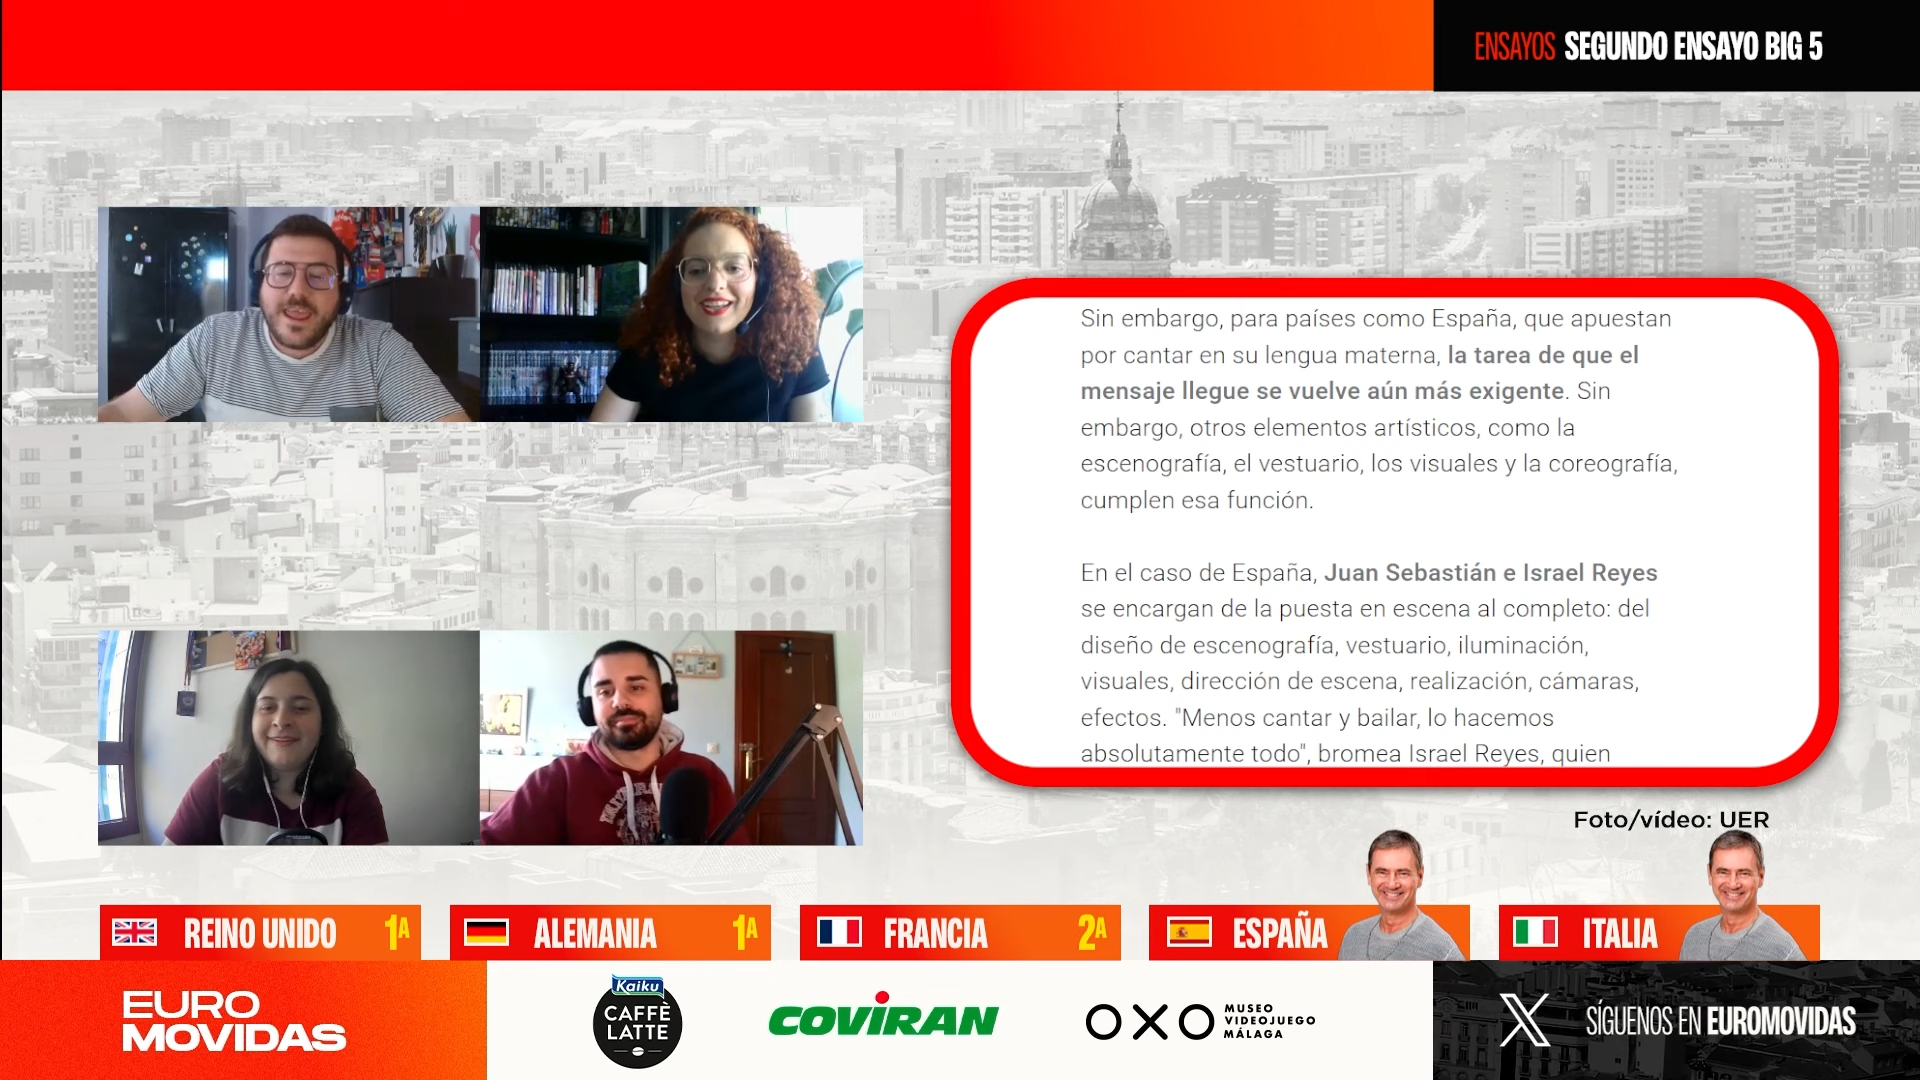 ENSAYOS SEGUNDO ENSAYO BIG 5
Sin embargo, para países como España, que apuestan
por cantar en su lengua materna, la tarea de que el
mensaje llegue se vuelve aún más exigente. Sin
embargo, otros elementos artísticos, como la
escenografía, el vestuario, los visuales y la coreografía,
cumplen esa función.
En el caso de España, Juan Sebastián e Israel Reyes
se encargan de la puesta en escena al completo: del
diseño de escenografía, vestuario, iluminación,
visuales, dirección de escena, realización, cámaras,
efectos. "Menos cantar y bailar, lo hacemos
absolutamente todo", bromea Israel Reyes, quien
Foto/vídeo: UER
REINO UNIDO 1A
ALEMANIA 1A
FRANCIA 2A
ESPAÑA
ITALIA
EURO
MOVIDAS
Kaiku
CAFFÈ
LATTE
COVIRAN
OXO MUSEO
VIDEOJUEGO
MÁLAGA
X SÍGUENOS EN EUROMOVIDAS